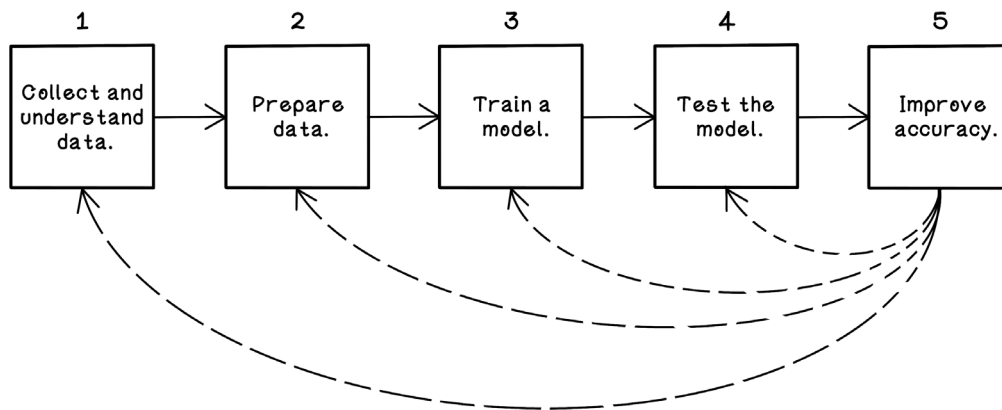 1
2
3
4
5
Collect and
understand
data.
Prepare
data.
Train a
model.
Test the
model.
Improve
accuracy.